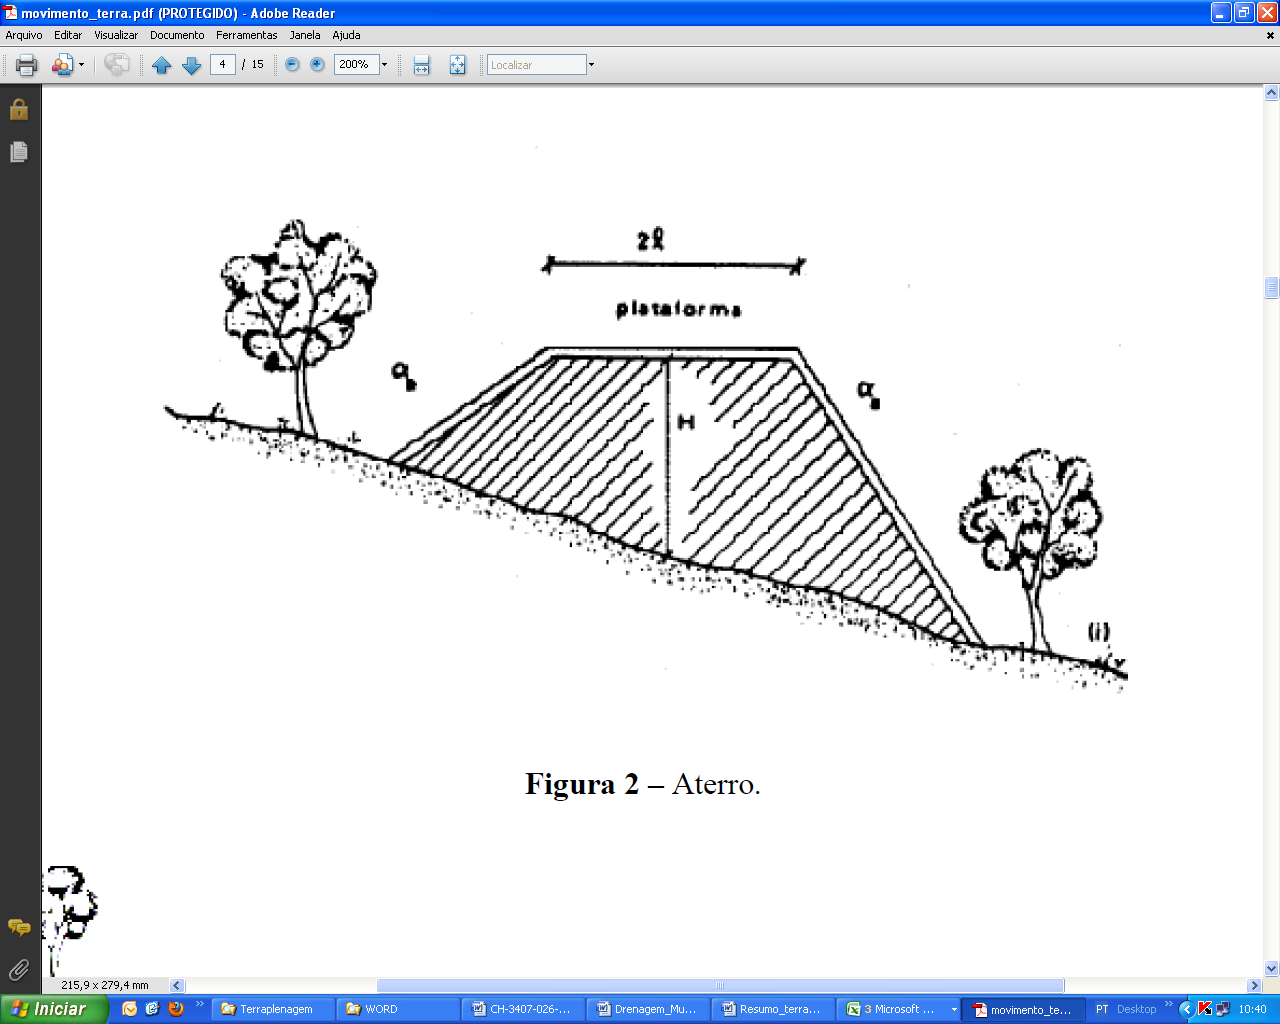 movimento_terra.pdf (PROTEGIDO) - Adobe Reader
Arquivo Editar Visualizar Documento Ferramentas Janela Ajuda
4 / 15 200% Localizar
2ℓ
plataforma
αa αa
H
(i)
Figura 2 – Aterro.
215,9 x 279,4 mm
Iniciar » Terraplenagem WORD CH-3407-026-... Drenagem_Mu... Resumo_terra... 3 Microsoft ... movimento_te... PT Desktop » 10:40